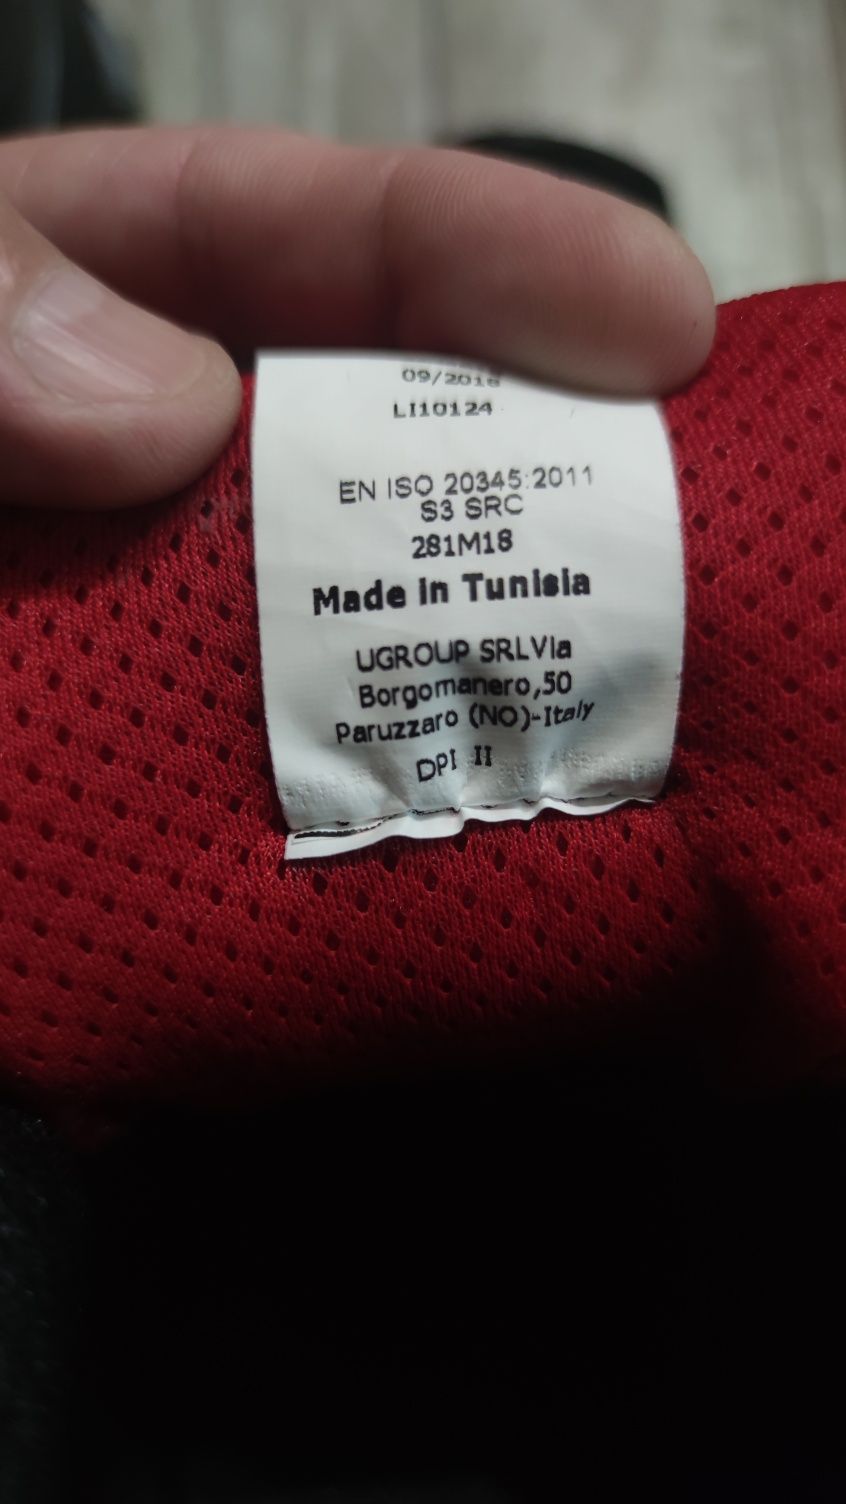 09/2018
LI10124
EN ISO 20345:2011
S3 SRC
281M18
Made in Tunisia
UGROUP SRLVia
Borgomanero,50
Paruzzaro (NO)-Italy
DPI II